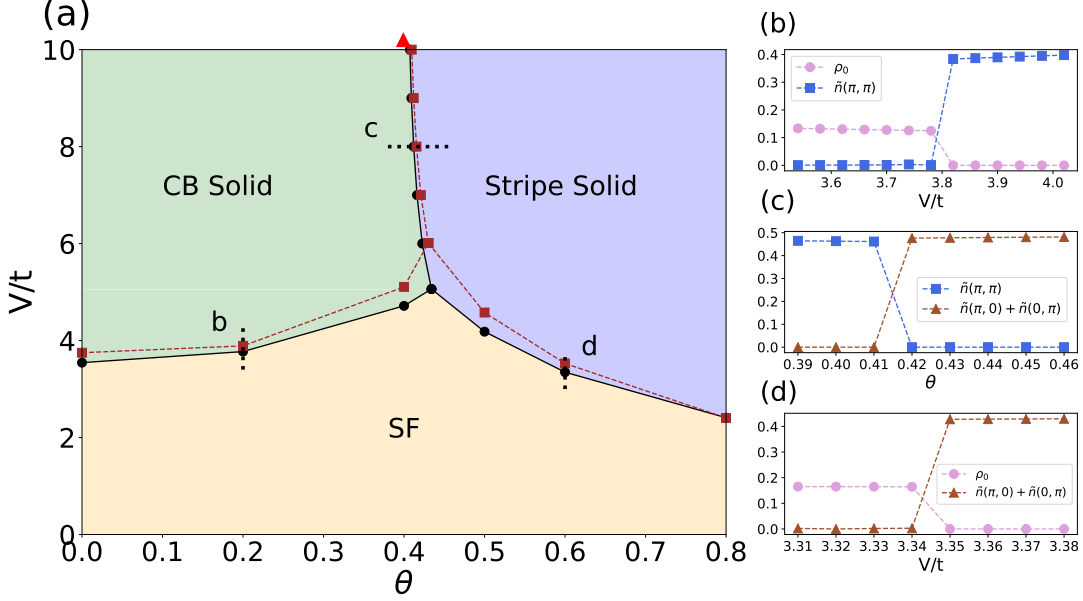 (a)
10
8
6
4
2
0
V/t
0.0 0.1 0.2 0.3 0.4 0.5 0.6 0.7 0.8
θ
CB Solid
Stripe Solid
SF
b
c
d
(b)
0.4
0.3
0.2
0.1
0.0
ρ₀
ñ(π, π)
3.6 3.7 3.8 3.9 4.0
V/t
(c)
0.5
0.4
0.3
0.2
0.1
0.0
ñ(π, π)
ñ(π, 0) + ñ(0, π)
0.39 0.40 0.41 0.42 0.43 0.44 0.45 0.46
θ
(d)
0.4
0.3
0.2
0.1
0.0
ρ₀
ñ(π, 0) + ñ(0, π)
3.31 3.32 3.33 3.34 3.35 3.36 3.37 3.38
V/t